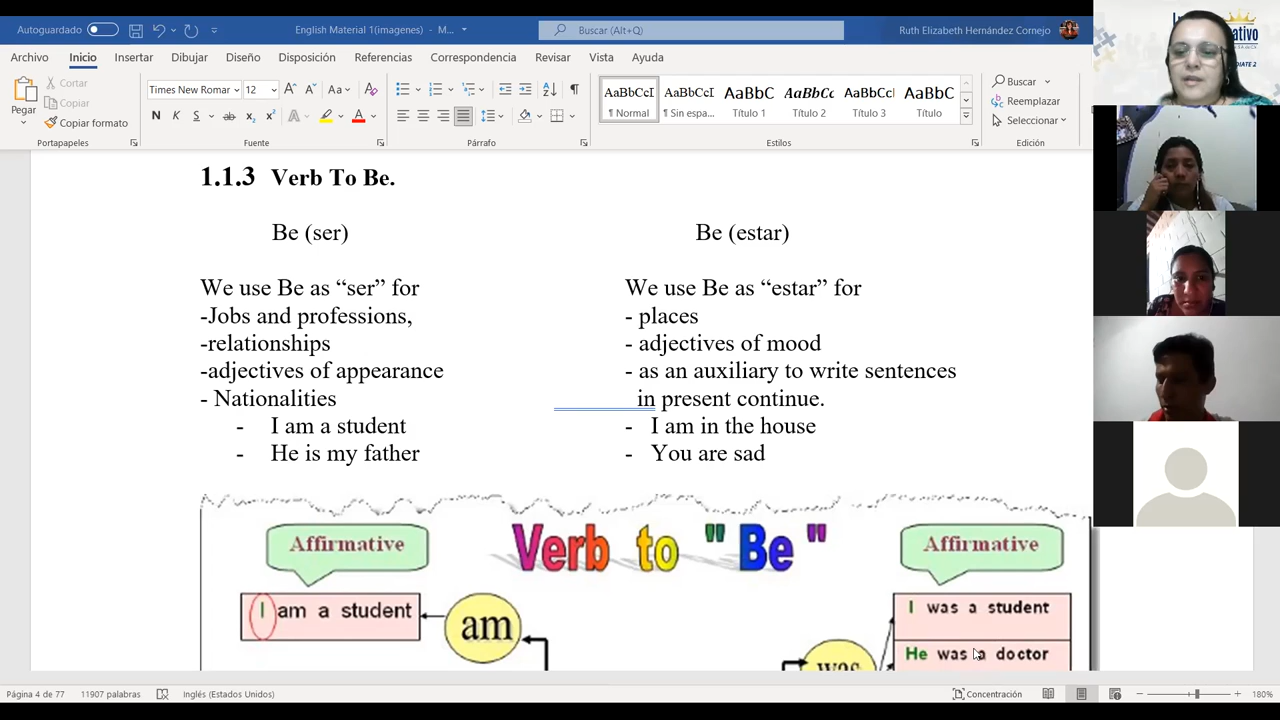 Autoguardado
English Material 1(imagenes) - M...
Buscar (Alt+Q)
Ruth Elizabeth Hernández Cornejo
Archivo Inicio Insertar Dibujar Diseño Disposición Referencias Correspondencia Revisar Vista Ayuda
Pegar
Cortar
Copiar
Copiar formato
Portapapeles
Times New Romar 12
Aa
N K S ab x₂ x² A A
Fuente
Párrafo
AaBbCcI AaBbCcI AaBbC AaBbCc AaBbCcI AaBbC
¶ Normal ¶ Sin espa... Título 1 Título 2 Título 3 Título
Estilos
Buscar
Reemplazar
Seleccionar
Edición
1.1.3 Verb To Be.
Be (ser)
We use Be as “ser” for
-Jobs and professions,
-relationships
-adjectives of appearance
- Nationalities
- I am a student
- He is my father
Be (estar)
We use Be as “estar” for
- places
- adjectives of mood
- as an auxiliary to write sentences
in present continue.
- I am in the house
- You are sad
Verb to " Be "
Affirmative
I am a student
am
Affirmative
I was a student
He was a doctor
was
Página 4 de 77 11907 palabras Inglés (Estados Unidos)
Concentración
180%